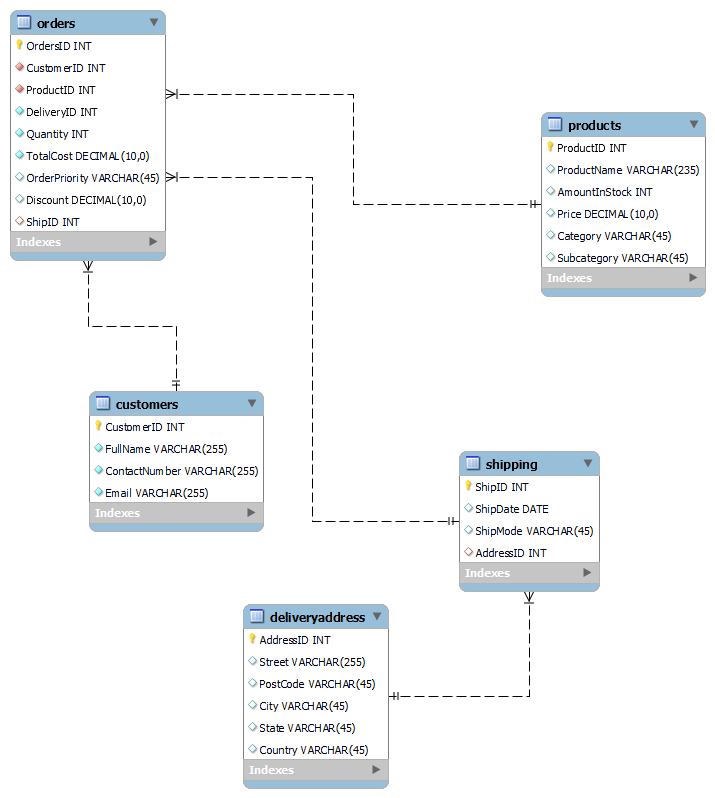 orders
OrdersID INT
CustomerID INT
ProductID INT
DeliveryID INT
Quantity INT
TotalCost DECIMAL(10,0)
OrderPriority VARCHAR(45)
Discount DECIMAL(10,0)
ShipID INT
Indexes
products
ProductID INT
ProductName VARCHAR(235)
AmountInStock INT
Price DECIMAL(10,0)
Category VARCHAR(45)
Subcategory VARCHAR(45)
Indexes
customers
CustomerID INT
FullName VARCHAR(255)
ContactNumber VARCHAR(255)
Email VARCHAR(255)
Indexes
shipping
ShipID INT
ShipDate DATE
ShipMode VARCHAR(45)
AddressID INT
Indexes
deliveryaddress
AddressID INT
Street VARCHAR(255)
PostCode VARCHAR(45)
City VARCHAR(45)
State VARCHAR(45)
Country VARCHAR(45)
Indexes